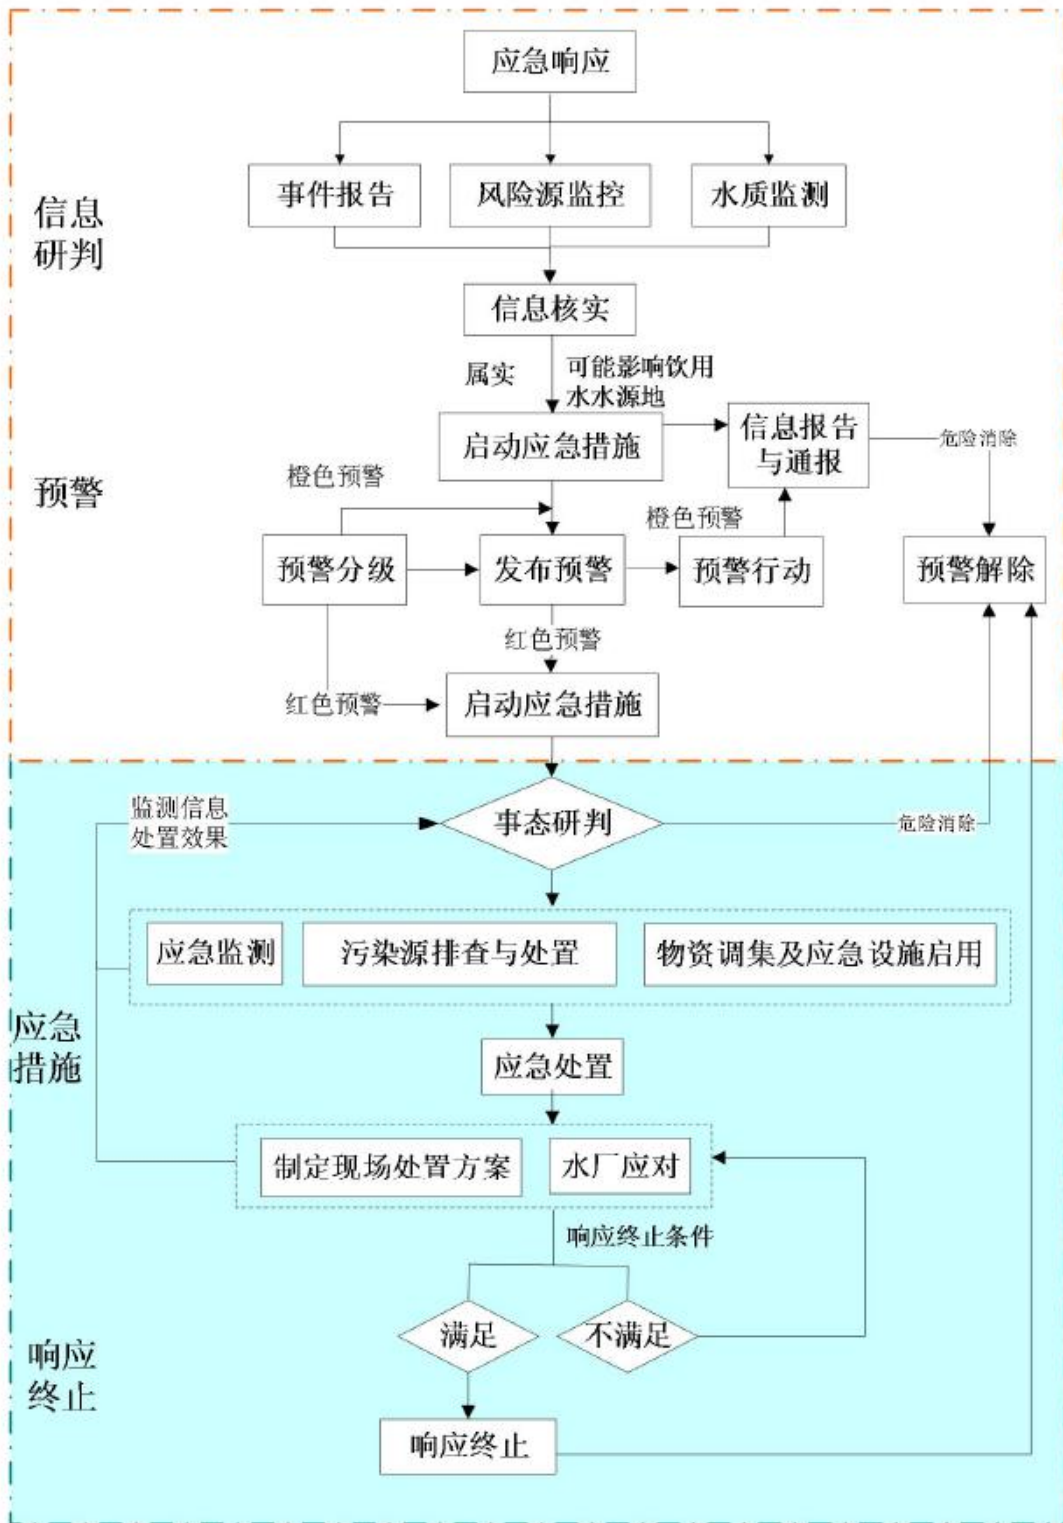 应急响应
事件报告
风险源监控
水质监测
信息
研判
信息核实
属实
可能影响饮用
水水源地
启动应急措施
信息报告
与通报
危险消除
预警
橙色预警
橙色预警
预警分级
发布预警
预警行动
预警解除
红色预警
红色预警
启动应急措施
监测信息
处置效果
事态研判
危险消除
应急监测
污染源排查与处置
物资调集及应急设施启用
应急
措施
应急处置
制定现场处置方案
水厂应对
响应终止条件
满足
不满足
响应
终止
响应终止